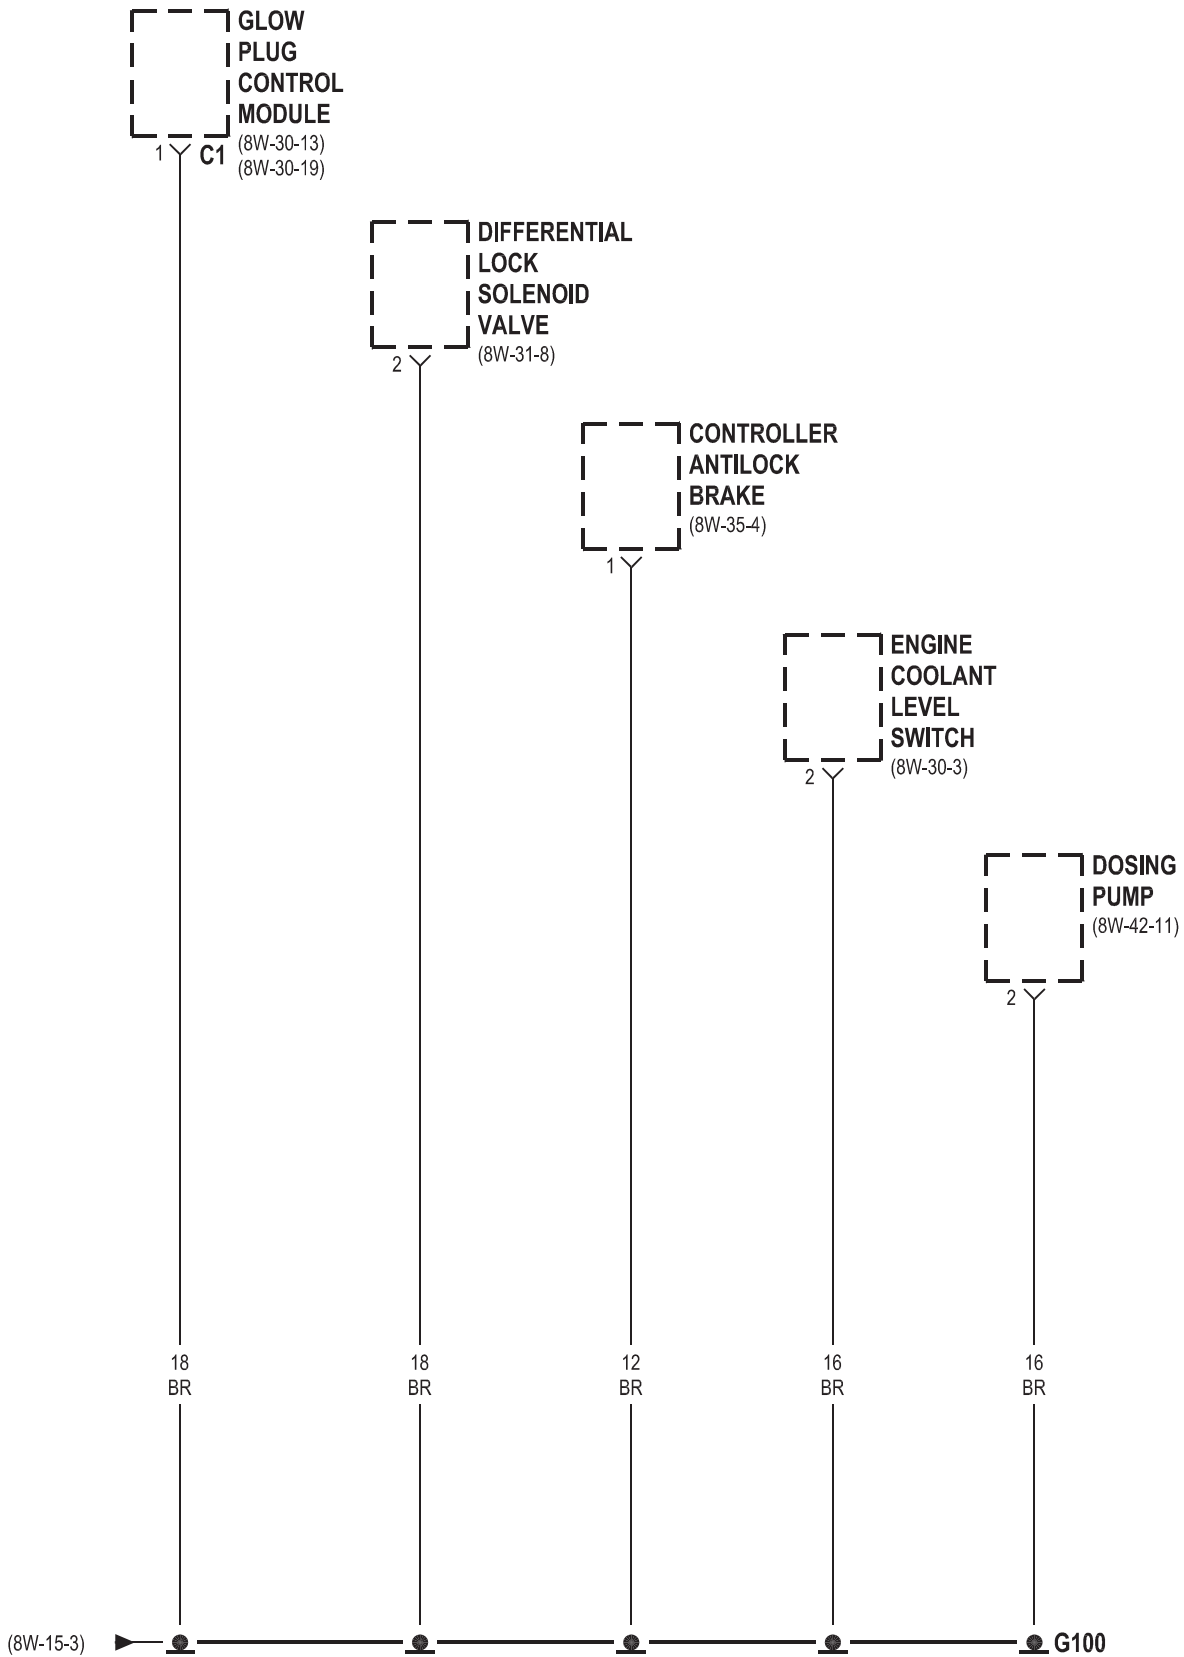 GLOW
PLUG
CONTROL
MODULE
(8W-30-13)
(8W-30-19)
1
C1
DIFFERENTIAL
LOCK
SOLENOID
VALVE
(8W-31-8)
2
CONTROLLER
ANTILOCK
BRAKE
(8W-35-4)
1
ENGINE
COOLANT
LEVEL
SWITCH
(8W-30-3)
2
DOSING
PUMP
(8W-42-11)
2
18
BR
18
BR
12
BR
16
BR
16
BR
(8W-15-3)
G100